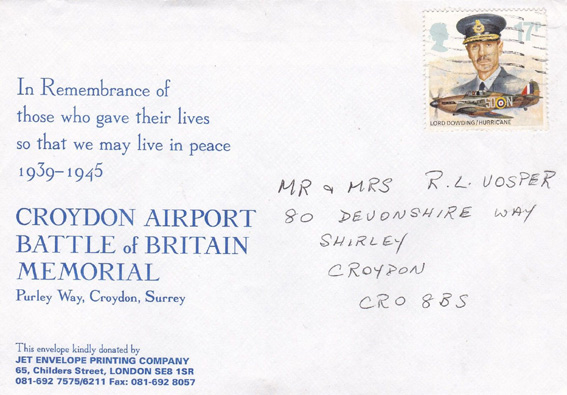 17P
LORD DOWDING/HURRICANE
In Remembrance of
those who gave their lives
so that we may live in peace
1939–1945
CROYDON AIRPORT
BATTLE of BRITAIN
MEMORIAL
Purley Way, Croydon, Surrey
MR & MRS R. L. VOSPER
80 DEVONSHIRE WAY
SHIRLEY
CROYDON
CRO 8BS
This envelope kindly donated by
JET ENVELOPE PRINTING COMPANY
65, Childers Street, LONDON SE8 1SR
081-692 7575/6211 Fax: 081-692 8057